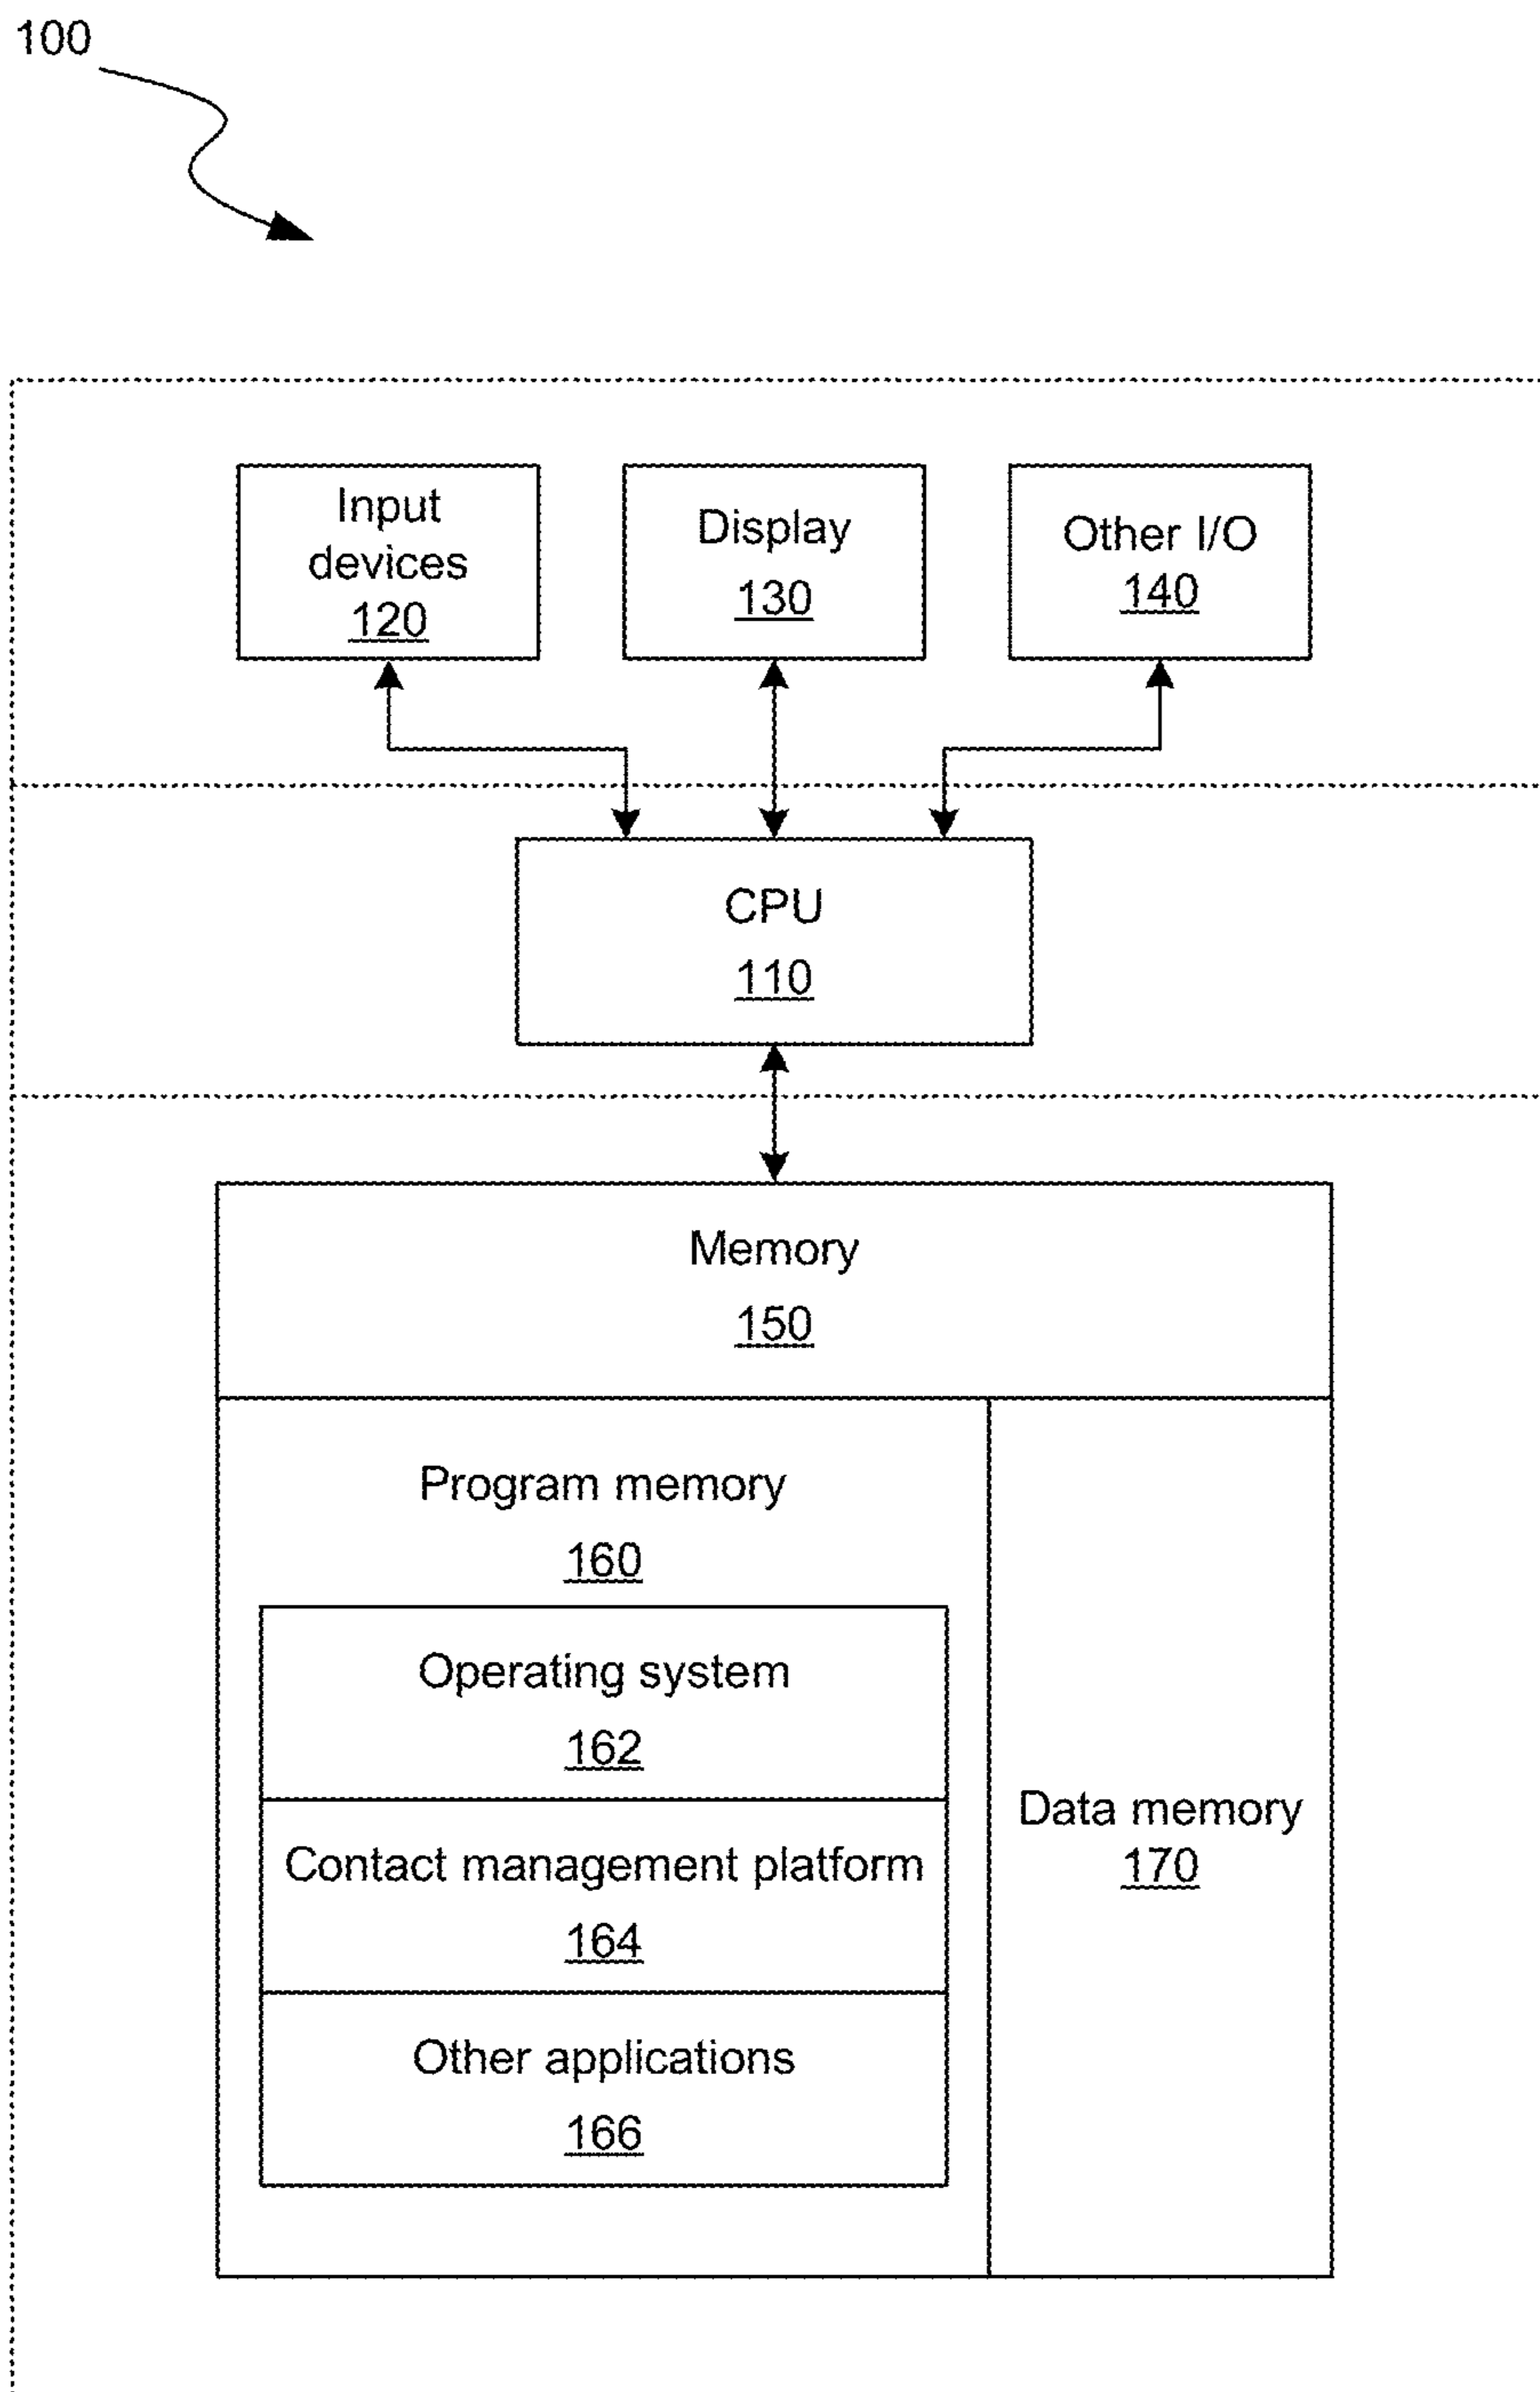 100
Input
devices
120
Display
130
Other I/O
140
CPU
110
Memory
150
Program memory
160
Operating system
162
Contact management platform
164
Other applications
166
Data memory
170